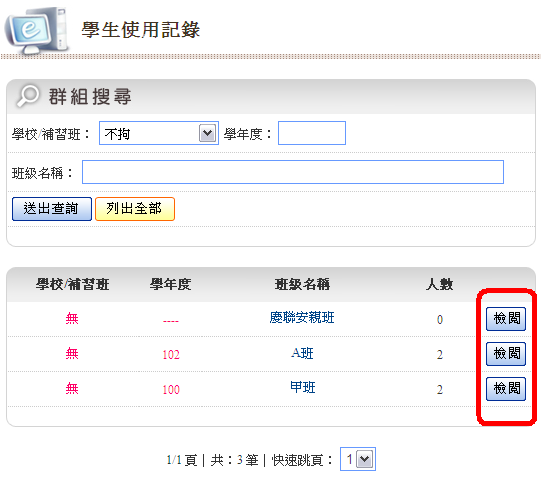 學生使用記錄
群組搜尋
學校/補習班： 不拘 學年度：
班級名稱：
送出查詢 列出全部
學校/補習班 學年度 班級名稱 人數
無 ---- 慶聯安親班 0 檢閱
無 102 A班 2 檢閱
無 100 甲班 2 檢閱
1/1 頁 | 共：3 筆 | 快速跳頁： 1